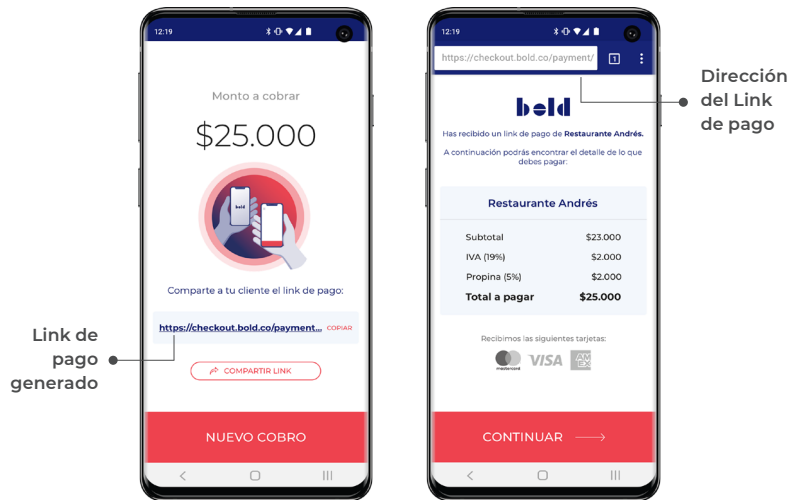 12:19
Monto a cobrar
$25.000
bold
Comparte a tu cliente el link de pago:
https://checkout.bold.co/payment... COPIAR
COMPARTIR LINK
NUEVO COBRO
Link de
pago
generado
12:19
https://checkout.bold.co/payment/ 1
bold
Has recibido un link de pago de Restaurante Andrés.
A continuación podrás encontrar el detalle de lo que
debes pagar:
Restaurante Andrés
Subtotal $23.000
IVA (19%) $2.000
Propina (5%) $2.000
Total a pagar $25.000
Recibimos las siguientes tarjetas:
mastercard VISA AMEX
CONTINUAR
Dirección
del Link
de pago